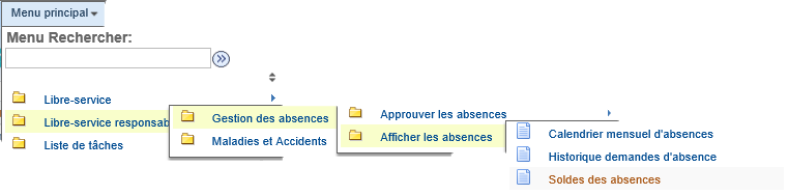 Menu principal
Menu Rechercher:
Libre-service
Libre-service responsab
Liste de tâches
Gestion des absences
Maladies et Accidents
Approuver les absences
Afficher les absences
Calendrier mensuel d'absences
Historique demandes d'absence
Soldes des absences